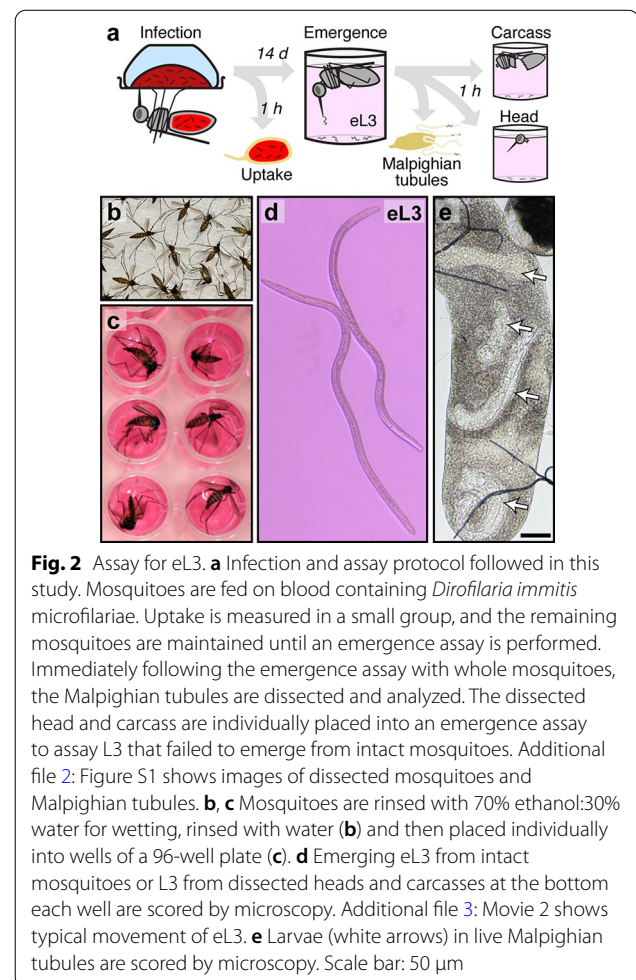 a
Infection
Emergence
Carcass
14 d
1 h
1 h
eL3
Head
Uptake
Malpighian
tubules
b
d
eL3
e
c
Fig. 2 Assay for eL3. a Infection and assay protocol followed in this
study. Mosquitoes are fed on blood containing Dirofilaria immitis
microfilariae. Uptake is measured in a small group, and the remaining
mosquitoes are maintained until an emergence assay is performed.
Immediately following the emergence assay with whole mosquitoes,
the Malpighian tubules are dissected and analyzed. The dissected
head and carcass are individually placed into an emergence assay
to assay L3 that failed to emerge from intact mosquitoes. Additional
file 2: Figure S1 shows images of dissected mosquitoes and
Malpighian tubules. b, c Mosquitoes are rinsed with 70% ethanol:30%
water for wetting, rinsed with water (b) and then placed individually
into wells of a 96-well plate (c). d Emerging eL3 from intact
mosquitoes or L3 from dissected heads and carcasses at the bottom
each well are scored by microscopy. Additional file 3: Movie 2 shows
typical movement of eL3. e Larvae (white arrows) in live Malpighian
tubules are scored by microscopy. Scale bar: 50 μm